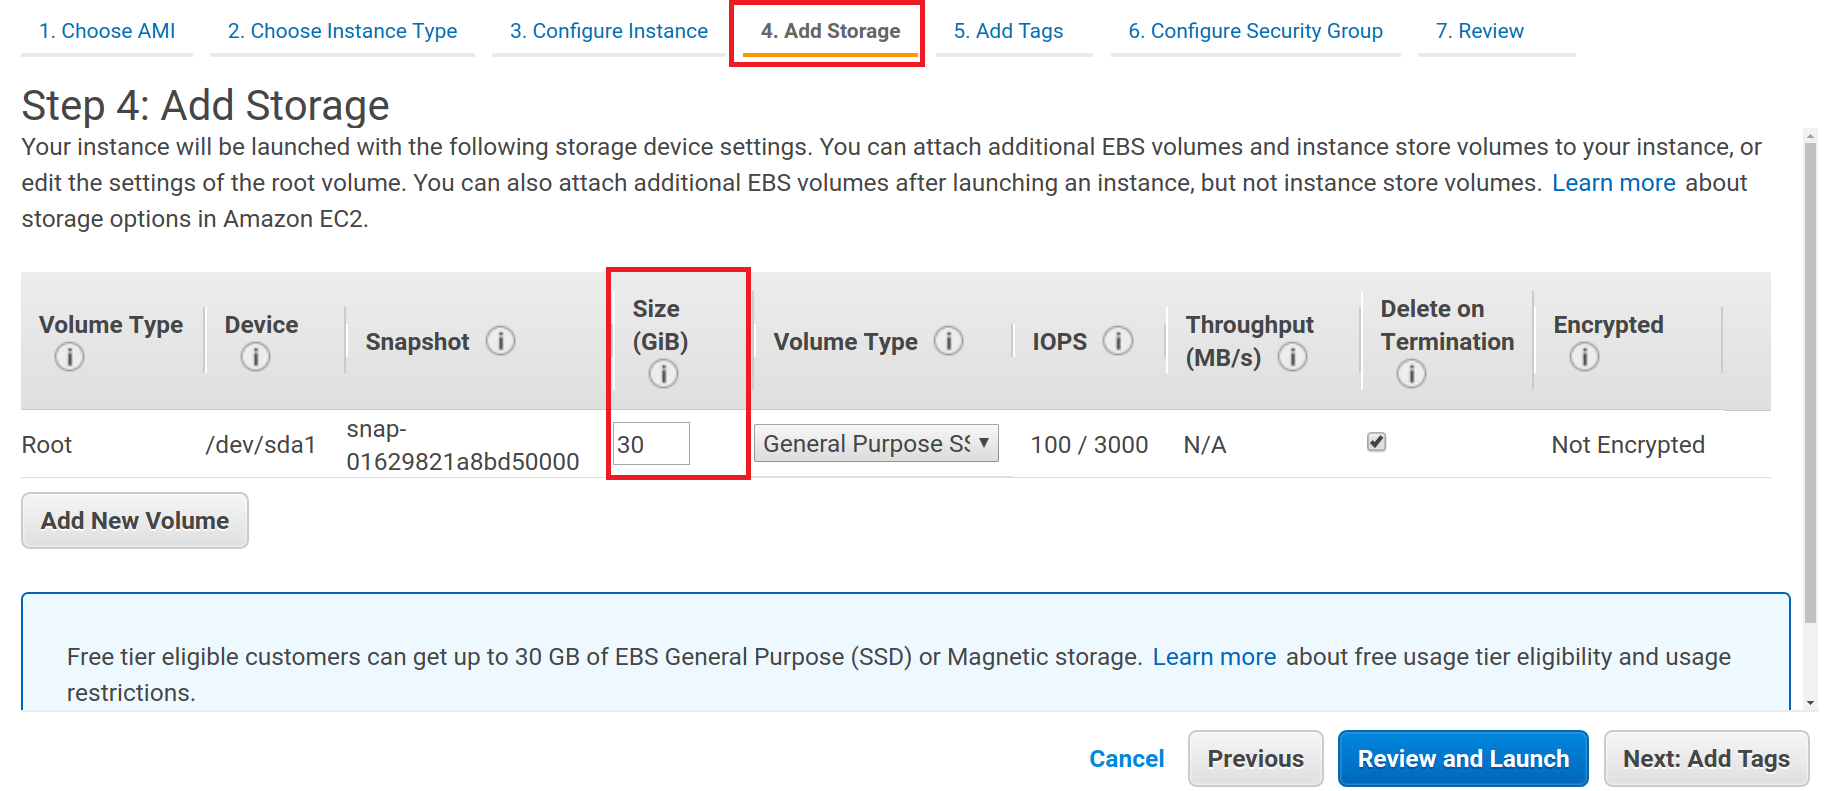 1. Choose AMI 2. Choose Instance Type 3. Configure Instance 4. Add Storage 5. Add Tags 6. Configure Security Group 7. Review
Step 4: Add Storage
Your instance will be launched with the following storage device settings. You can attach additional EBS volumes and instance store volumes to your instance, or
edit the settings of the root volume. You can also attach additional EBS volumes after launching an instance, but not instance store volumes. Learn more about
storage options in Amazon EC2.
Volume Type i Device i Snapshot i Size (GiB) i Volume Type i IOPS i Throughput (MB/s) i Delete on Termination i Encrypted i
Root /dev/sda1 snap-01629821a8bd50000 30 General Purpose SS 100 / 3000 N/A Not Encrypted
Add New Volume
Free tier eligible customers can get up to 30 GB of EBS General Purpose (SSD) or Magnetic storage. Learn more about free usage tier eligibility and usage
restrictions.
Cancel Previous Review and Launch Next: Add Tags